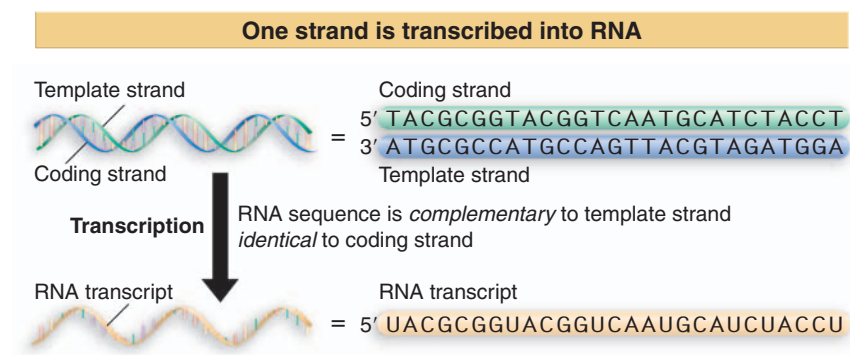 One strand is transcribed into RNA
Template strand
Coding strand
Coding strand
5′ TACGCGGTACGGTCAATGCATCTACCT
=
3′ ATGCGCCATGCCAGTTACGTAGATGGA
Template strand
Transcription
RNA sequence is complementary to template strand
identical to coding strand
RNA transcript
RNA transcript
= 5′ UACGCGGUACGGUCAAUGCAUCUACCU